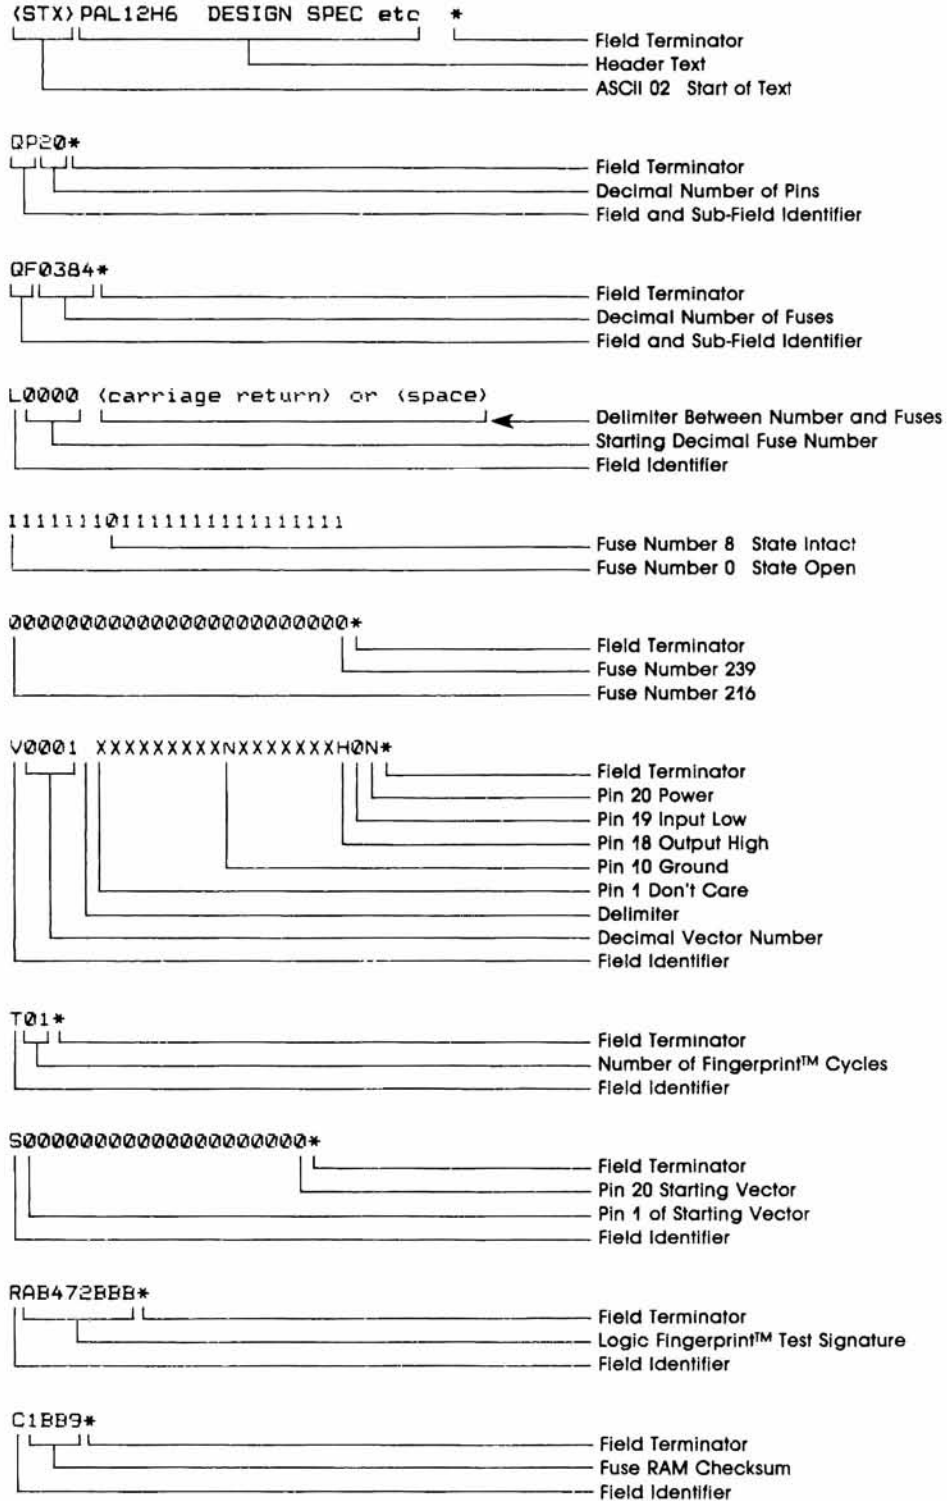 <STX>PAL12H6 DESIGN SPEC etc *
Field Terminator
Header Text
ASCII 02 Start of Text
QP20*
Field Terminator
Decimal Number of Pins
Field and Sub-Field Identifier
QF0384*
Field Terminator
Decimal Number of Fuses
Field and Sub-Field Identifier
L0000 <carriage return> or <space>
Delimiter Between Number and Fuses
Starting Decimal Fuse Number
Field Identifier
111111101111111111111111
Fuse Number 8 State Intact
Fuse Number 0 State Open
000000000000000000000000*
Field Terminator
Fuse Number 239
Fuse Number 216
V0001 XXXXXXXXXNXXXXXXXH0N*
Field Terminator
Pin 20 Power
Pin 19 Input Low
Pin 18 Output High
Pin 10 Ground
Pin 1 Don't Care
Delimiter
Decimal Vector Number
Field Identifier
T01*
Field Terminator
Number of Fingerprint™ Cycles
Field Identifier
S00000000000000000000*
Field Terminator
Pin 20 Starting Vector
Pin 1 of Starting Vector
Field Identifier
RAB472BBB*
Field Terminator
Logic Fingerprint™ Test Signature
Field Identifier
C1BB9*
Field Terminator
Fuse RAM Checksum
Field Identifier